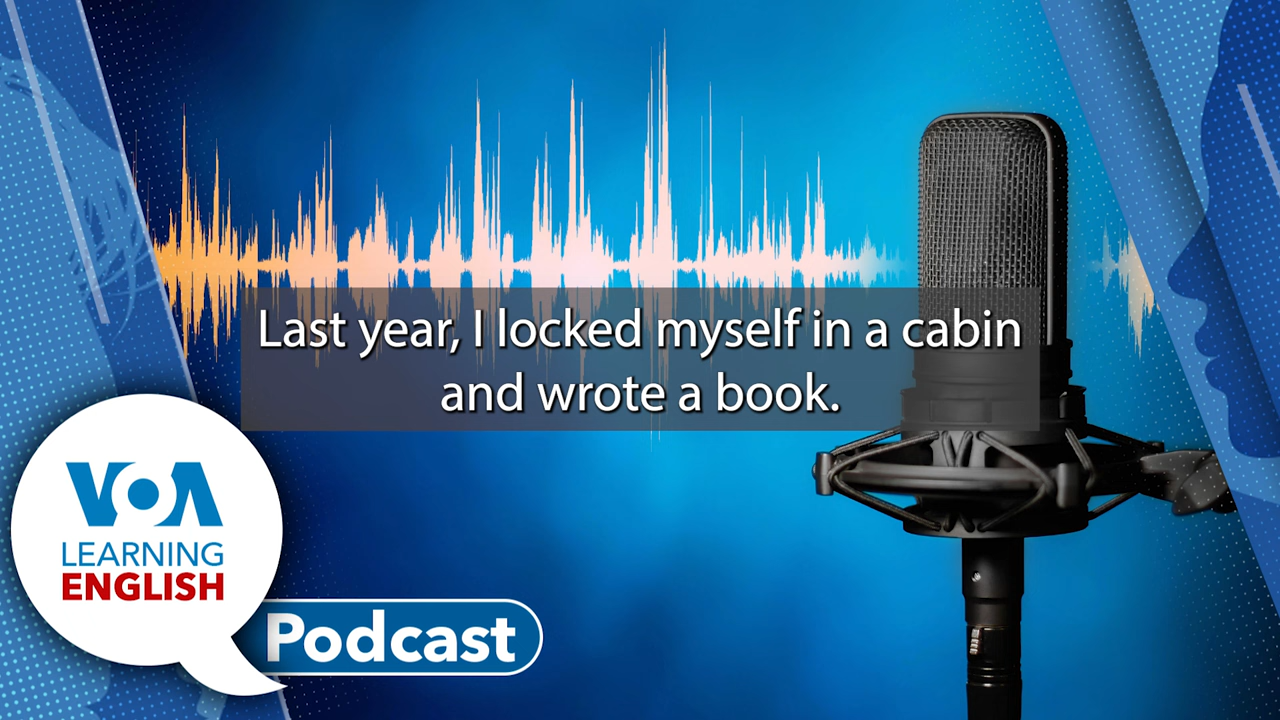 Last year, I locked myself in a cabin
and wrote a book.
VOA
LEARNING
ENGLISH
Podcast